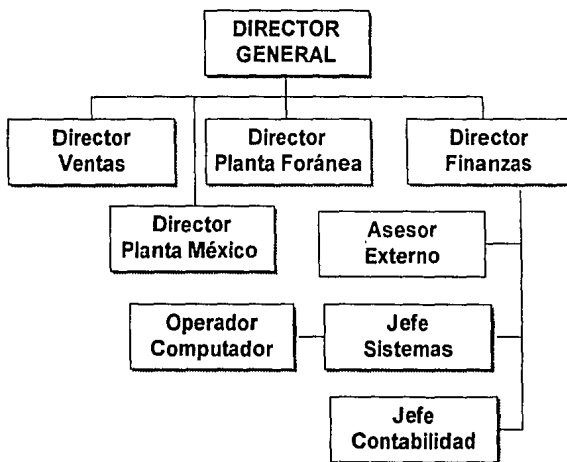 DIRECTOR
GENERAL
Director
Ventas
Director
Planta Foránea
Director
Finanzas
Director
Planta México
Asesor
Externo
Operador
Computador
Jefe
Sistemas
Jefe
Contabilidad